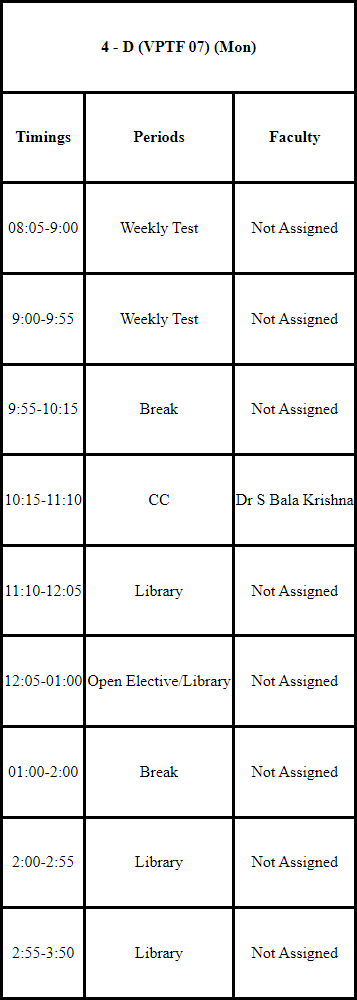 4 - D (VPTF 07) (Mon)
Timings Periods Faculty
08:05-9:00 Weekly Test Not Assigned
9:00-9:55 Weekly Test Not Assigned
9:55-10:15 Break Not Assigned
10:15-11:10 CC Dr S Bala Krishna
11:10-12:05 Library Not Assigned
12:05-01:00 Open Elective/Library Not Assigned
01:00-2:00 Break Not Assigned
2:00-2:55 Library Not Assigned
2:55-3:50 Library Not Assigned